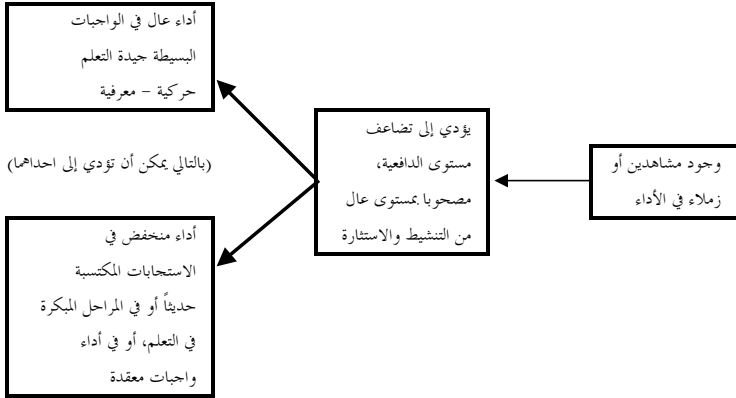 وجود مشاهدين أو
زملاء في الأداء
يؤدي إلى تضاعف
مستوى الدافعية،
مصحوبا بمستوى عال
من التنشيط والاستثارة
أداء عال في الواجبات
البسيطة جيدة التعلم
حركية – معرفية
(بالتالي يمكن أن تؤدي إلى احداهما)
أداء منخفض في
الاستجابات المكتسبة
حديثاً أو في المراحل المبكرة
في التعلم، أو في أداء
واجبات معقدة